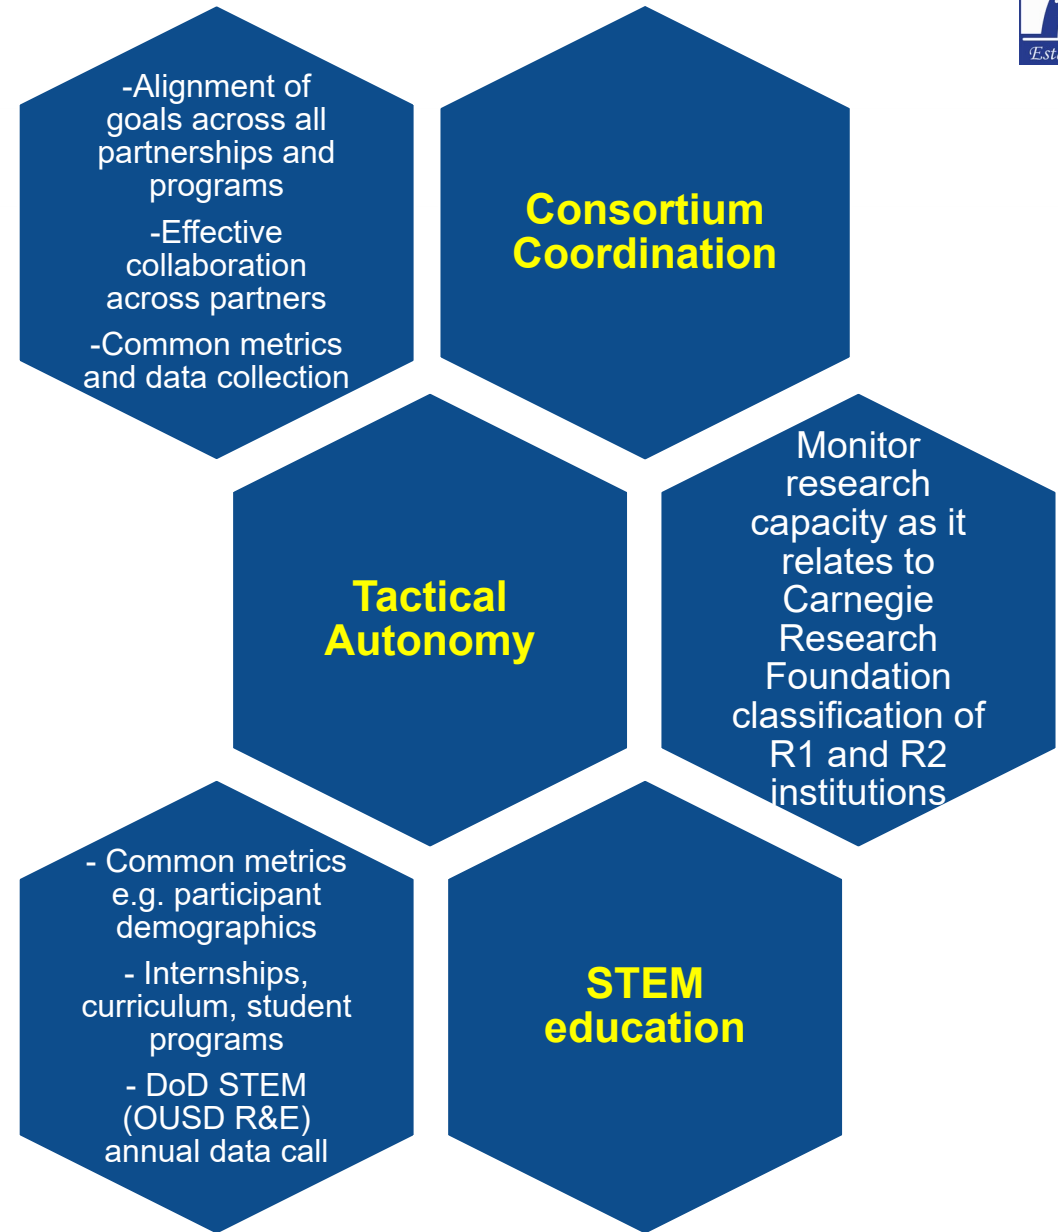 Est
-Alignment of
goals across all
partnerships and
programs
-Effective
collaboration
across partners
-Common metrics
and data collection
Consortium
Coordination
Tactical
Autonomy
Monitor
research
capacity as it
relates to
Carnegie
Research
Foundation
classification of
R1 and R2
institutions
- Common metrics
e.g. participant
demographics
- Internships,
curriculum, student
programs
- DoD STEM
(OUSD R&E)
annual data call
STEM
education